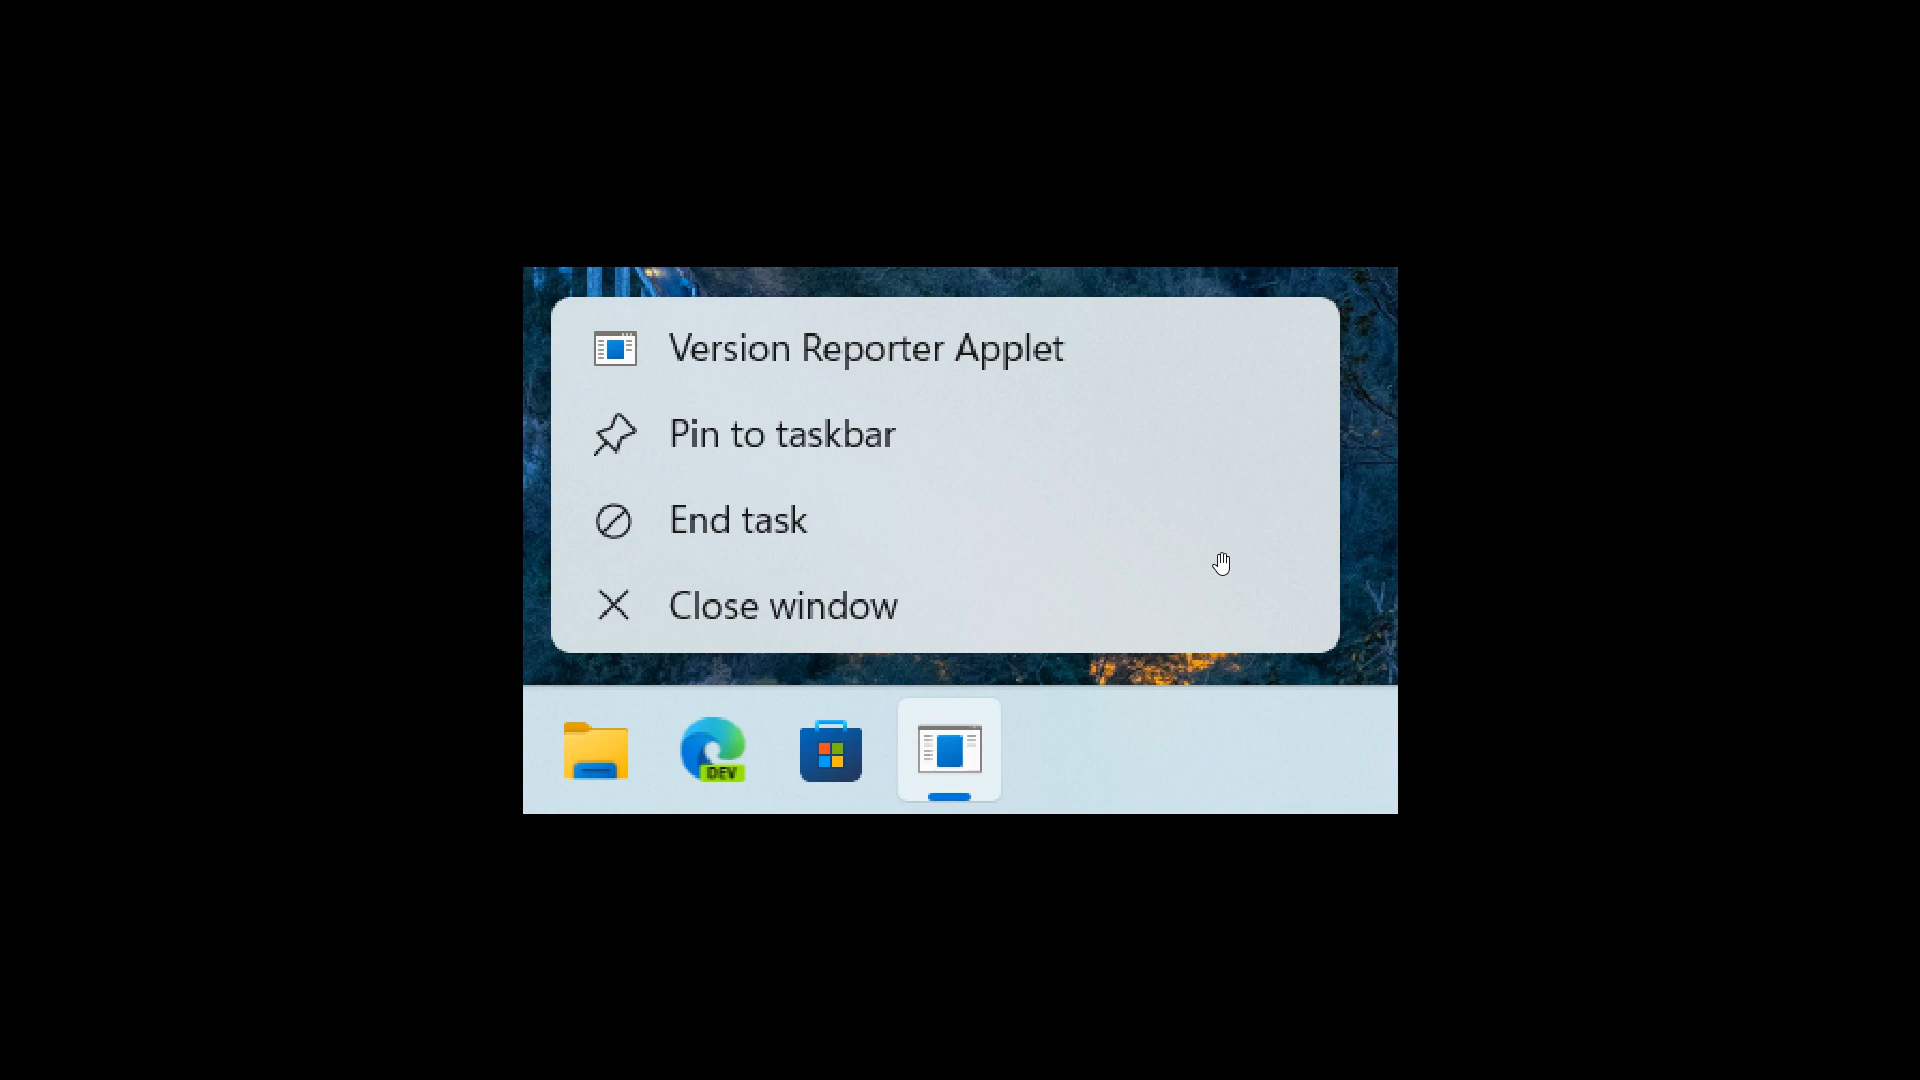 Version Reporter Applet
Pin to taskbar
End task
Close window
DEV